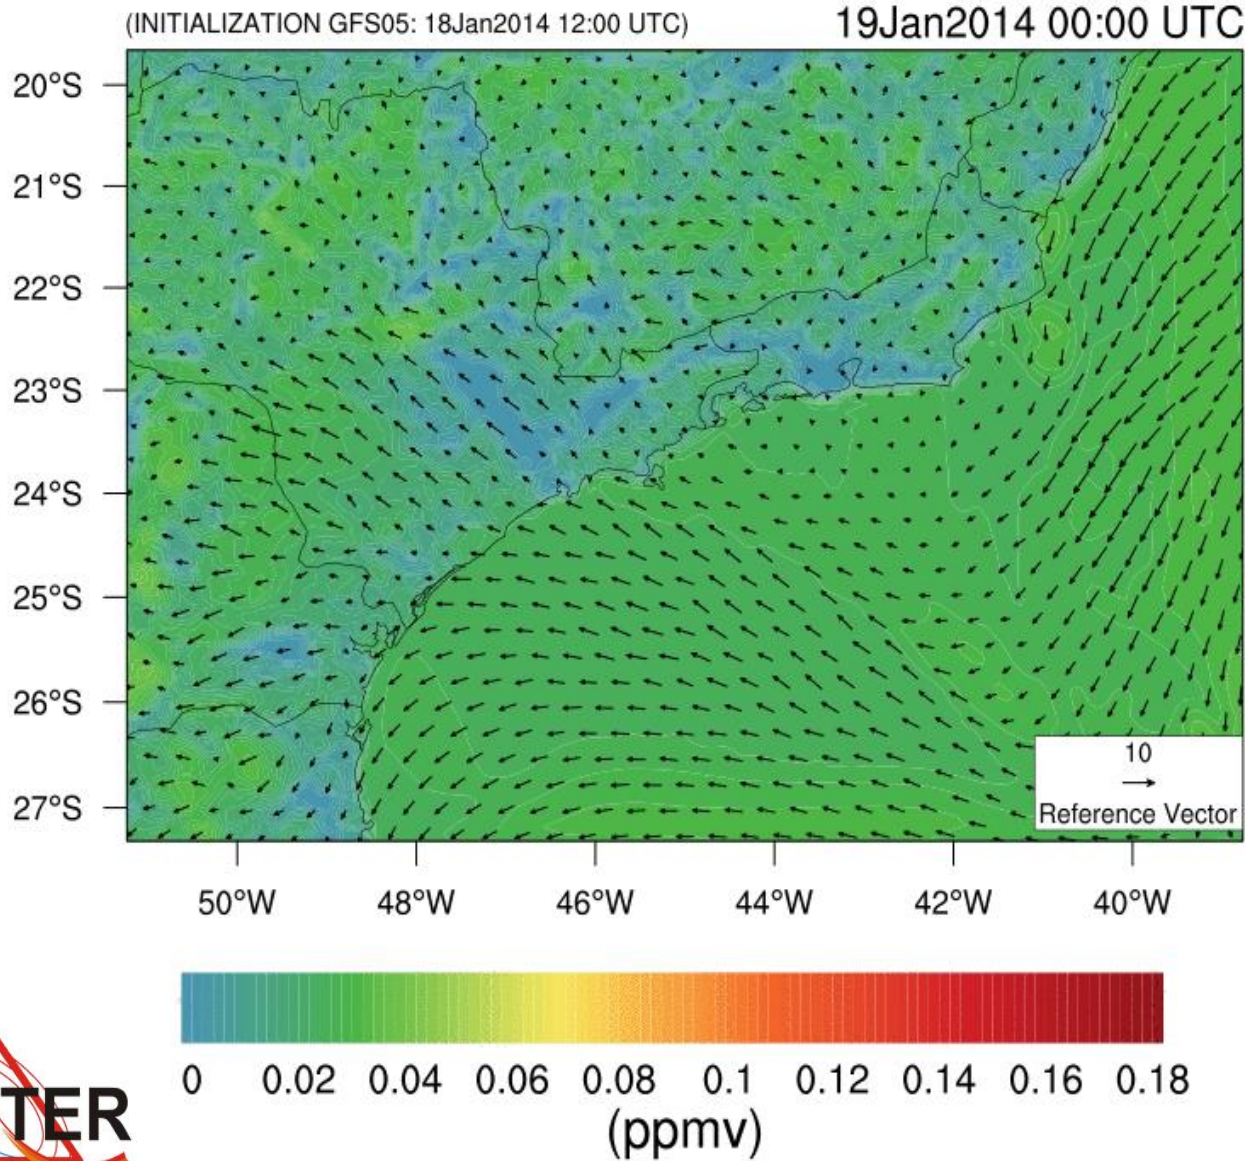 (INITIALIZATION GFS05: 18Jan2014 12:00 UTC) 19Jan2014 00:00 UTC
20°S
21°S
22°S
23°S
24°S
25°S
26°S
27°S
10
Reference Vector
50°W 48°W 46°W 44°W 42°W 40°W
0 0.02 0.04 0.06 0.08 0.1 0.12 0.14 0.16 0.18
(ppmv)
TER